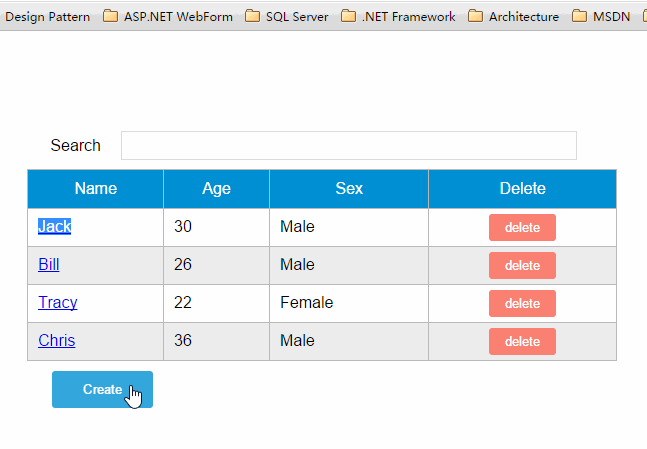 Design Pattern ASP.NET WebForm SQL Server .NET Framework Architecture MSDN
Search
Name Age Sex Delete
Jack 30 Male delete
Bill 26 Male delete
Tracy 22 Female delete
Chris 36 Male delete
Create